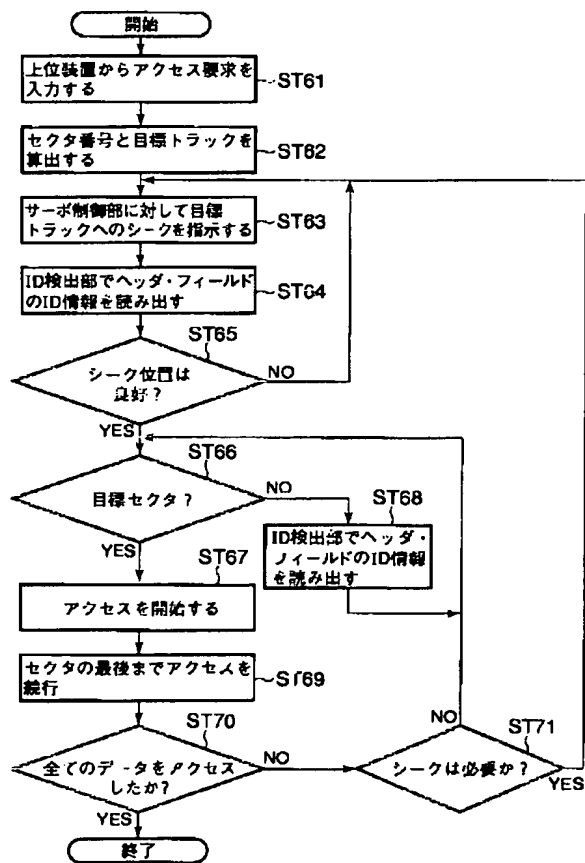 開始
上位装置からアクセス要求を
入力する
ST61
セクタ番号と目標トラックを
算出する
ST62
サーボ制御部に対して目標
トラックへのシークを指示する
ST63
ID検出部でヘッダ・フィールド
のID情報を読み出す
ST64
ST65
シーク位置は
良好?
NO
YES
ST66
目標セクタ?
NO
YES
ST68
ID検出部でヘッダ・
フィールドのID情報
を読み出す
ST67
アクセスを開始する
セクタの最後までアクセスを
続行
ST69
ST70
全てのデータをアクセス
したか?
NO
YES
NO
ST71
シークは必要か?
YES
終了